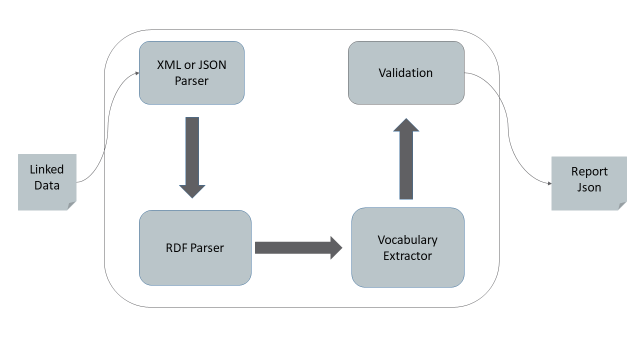 XML or JSON
Parser
Validation
Linked
Data
Report
Json
RDF Parser
Vocabulary
Extractor